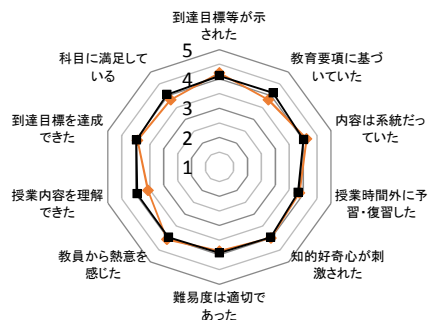 到達目標等が示
された
教育要項に基づ
いていた
内容は系統だっ
ていた
授業時間外に予
習・復習した
知的好奇心が刺
激された
難易度は適切で
あった
教員から熱意を
感じた
授業内容を理解
できた
到達目標を達成
できた
科目に満足して
いる
5
4
3
2
1